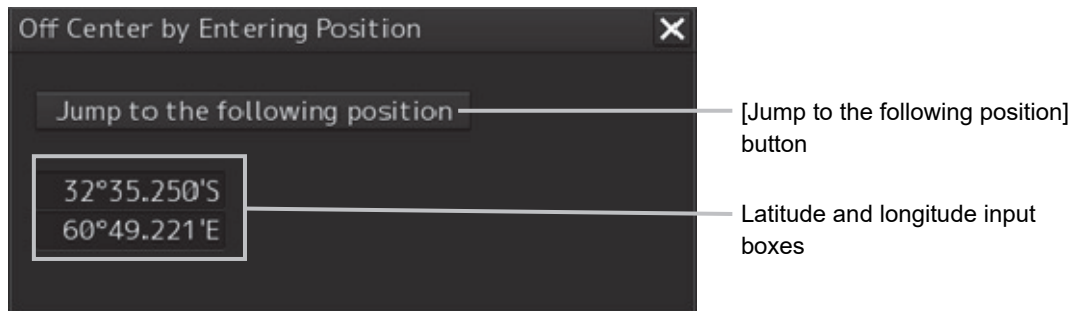 Off Center by Entering Position
Jump to the following position
[Jump to the following position]
button
32°35.250'S
60°49.221'E
Latitude and longitude input
boxes